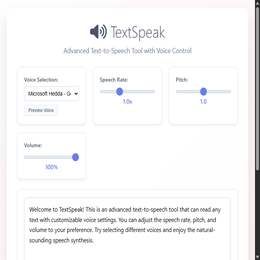 TextSpeak
Advanced Text-to-Speech Tool with Voice Control
Voice Selection:
Microsoft Hedda - G
Preview Voice
Speech Rate:
1.0x
Pitch:
1.0
Volume:
100%
Welcome to TextSpeak! This is an advanced text-to-speech tool that can read any
text with customizable voice settings. You can adjust the speech rate, pitch, and
volume to your preference. Try selecting different voices and enjoy the natural-
sounding speech synthesis.